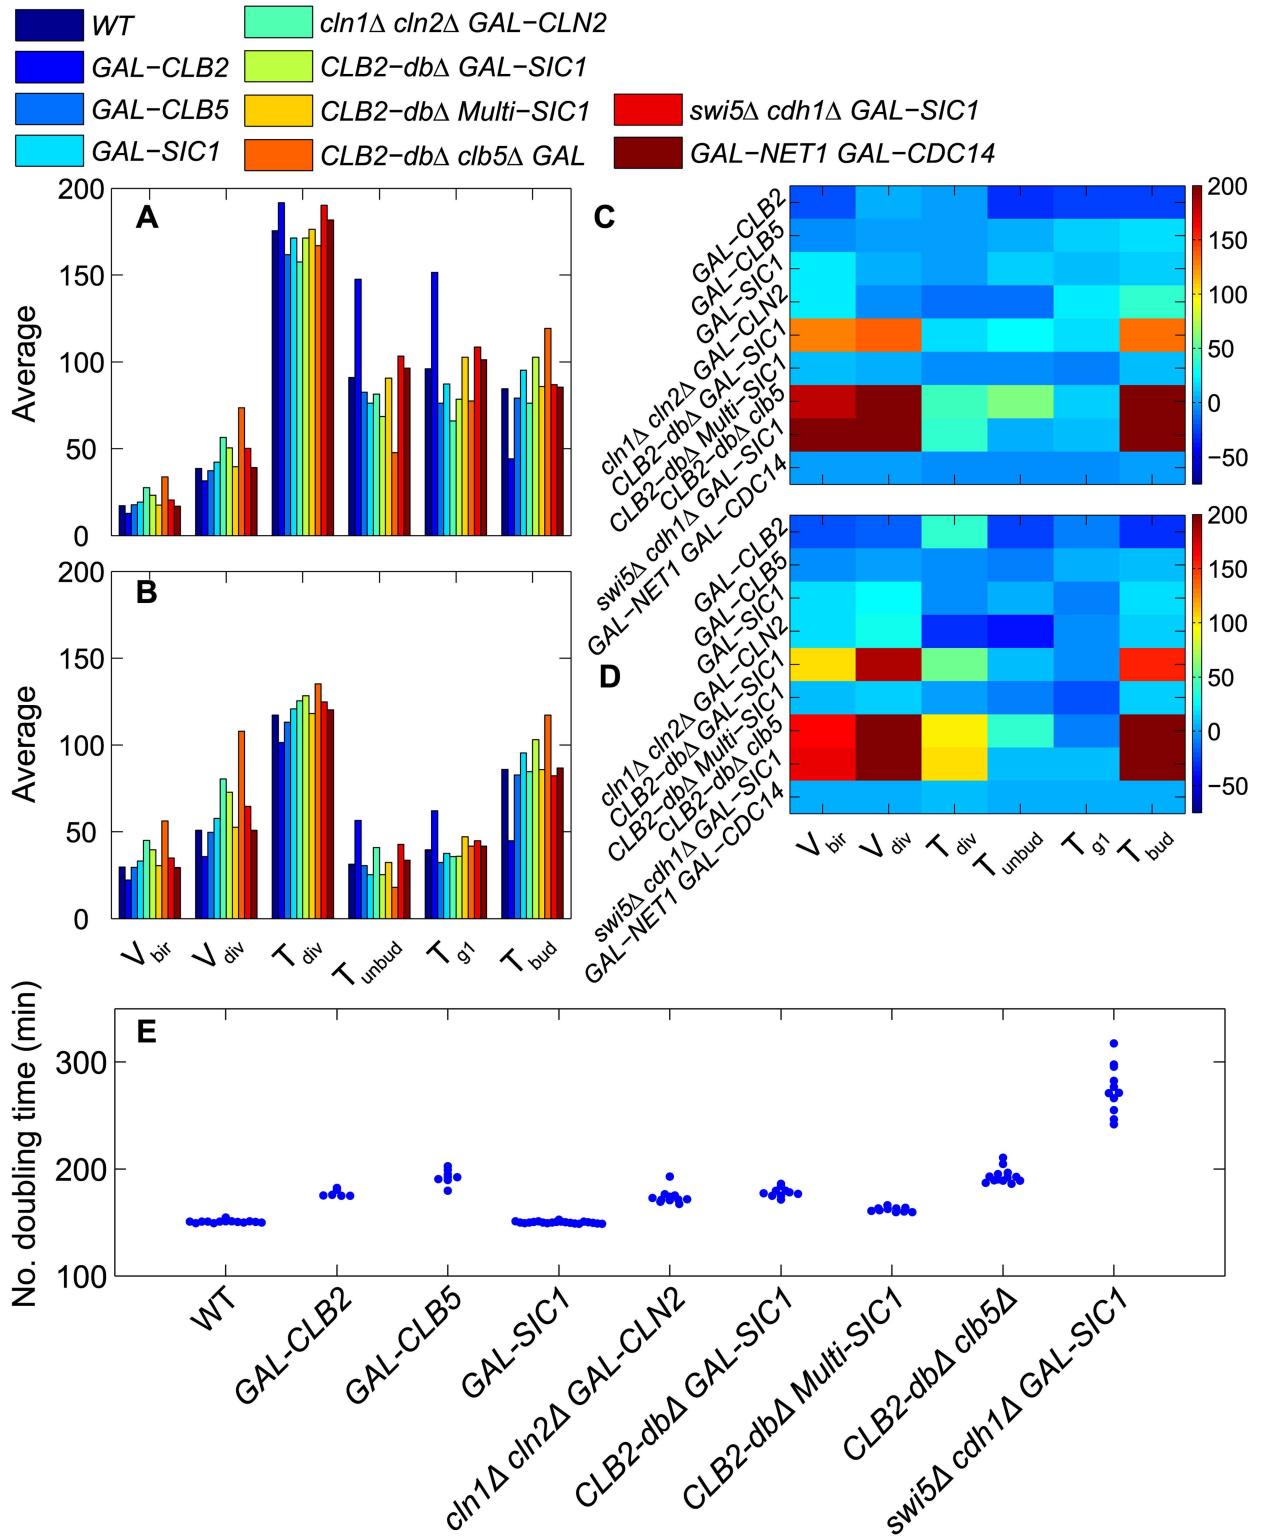 WT
GAL−CLB2
GAL−CLB5
GAL−SIC1
cln1Δ cln2Δ GAL−CLN2
CLB2−dbΔ GAL−SIC1
CLB2−dbΔ Multi−SIC1
CLB2−dbΔ clb5Δ GAL
swi5Δ cdh1Δ GAL−SIC1
GAL−NET1 GAL−CDC14
A
Average
200
150
100
50
0
B
Average
200
150
100
50
0
V bir
V div
T div
T unbud
T g1
T bud
C
GAL−CLB2
GAL−CLB5
GAL−SIC1
cln1Δ cln2Δ GAL−CLN2
CLB2−dbΔ GAL−SIC1
CLB2−dbΔ Multi−SIC1
CLB2−dbΔ clb5
swi5Δ cdh1Δ GAL−SIC1
GAL−NET1 GAL−CDC14
200
150
100
50
0
−50
D
GAL−CLB2
GAL−CLB5
GAL−SIC1
cln1Δ cln2Δ GAL−CLN2
CLB2−dbΔ GAL−SIC1
CLB2−dbΔ Multi−SIC1
CLB2−dbΔ clb5
swi5Δ cdh1Δ GAL−SIC1
GAL−NET1 GAL−CDC14
200
150
100
50
0
−50
V bir
V div
T div
T unbud
T g1
T bud
E
No. doubling time (min)
300
200
100
WT
GAL-CLB2
GAL-CLB5
GAL-SIC1
cln1Δ cln2Δ GAL-CLN2
CLB2-dbΔ GAL-SIC1
CLB2-dbΔ Multi-SIC1
CLB2-dbΔ clb5Δ
swi5Δ cdh1Δ GAL-SIC1